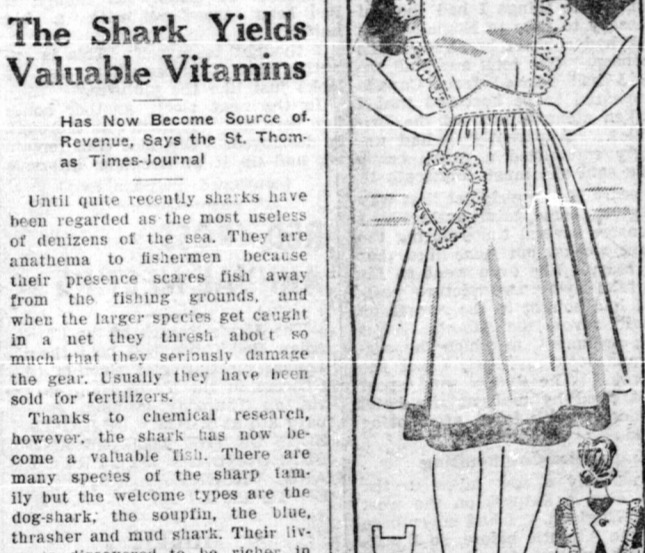 The Shark Yields
Valuable Vitamins
Has Now Become Source of
Revenue, Says the St. Thom-
as Times-Journal
Until quite recently sharks have
been regarded as the most useless
of denizens of the sea. They are
anathema to fishermen because
their presence scares fish away
from the fishing grounds, and
when the larger species get caught
in a net they thresh about so
much that they seriously damage
the gear. Usually they have been
sold for fertilizers.
Thanks to chemical research,
however, the shark has now be-
come a valuable fish. There are
many species of the sharp fam-
ily but the welcome types are the
dog-shark, the soupfin, the blue,
thrasher and mud shark. Their liv-
discovered to be richer in